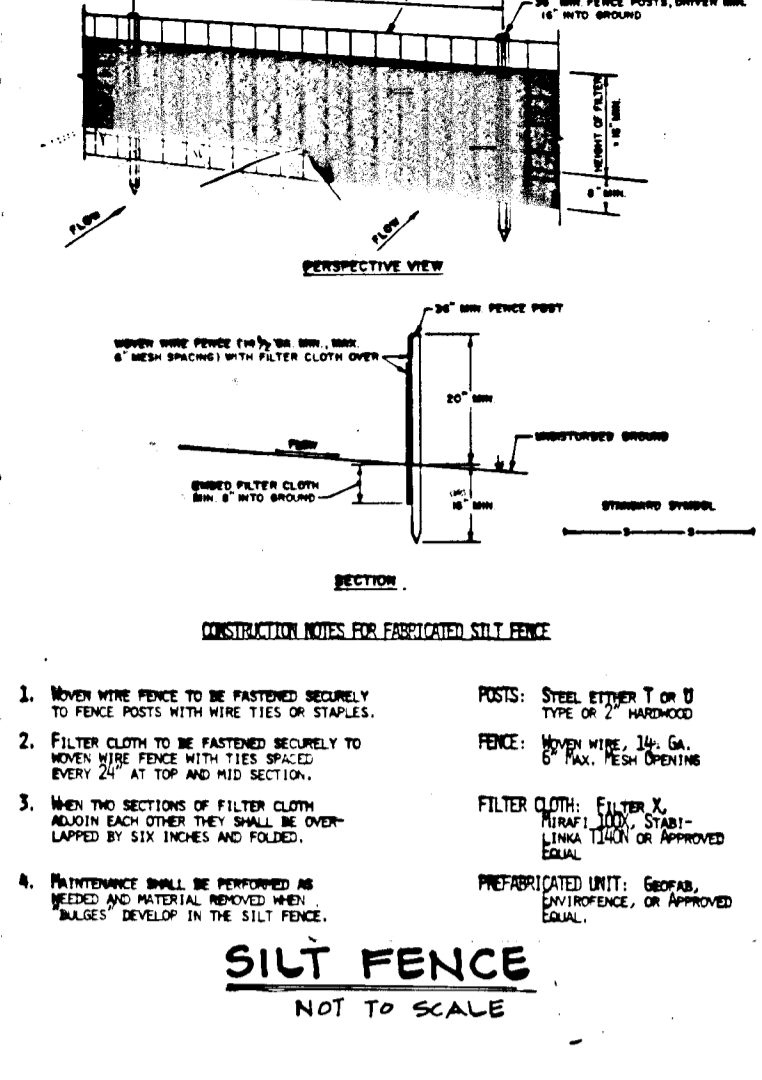 36" MIN. FENCE POSTS, DRIVEN MIN.
16" INTO GROUND
HEIGHT OF FILTER
= 16" MIN.
8" MIN.
FLOW
FLOW
PERSPECTIVE VIEW
36" MIN. FENCE POST
WOVEN WIRE FENCE (14 1/2 GA. MIN., MAX.
6" MESH SPACING) WITH FILTER CLOTH OVER
20" MIN.
UNDISTURBED GROUND
FLOW
EMBED FILTER CLOTH
MIN. 8" INTO GROUND
16" MIN
STANDARD SYMBOL
S S
SECTION
CONSTRUCTION NOTES FOR FABRICATED SILT FENCE
1. WOVEN WIRE FENCE TO BE FASTENED SECURELY
TO FENCE POSTS WITH WIRE TIES OR STAPLES.
2. FILTER CLOTH TO BE FASTENED SECURELY TO
WOVEN WIRE FENCE WITH TIES SPACED
EVERY 24" AT TOP AND MID SECTION.
3. WHEN TWO SECTIONS OF FILTER CLOTH
ADJOIN EACH OTHER THEY SHALL BE OVER-
LAPPED BY SIX INCHES AND FOLDED.
4. MAINTENANCE SHALL BE PERFORMED AS
NEEDED AND MATERIAL REMOVED WHEN
"BULGES" DEVELOP IN THE SILT FENCE.
POSTS: STEEL EITHER T OR U
TYPE OR 2" HARDWOOD
FENCE: WOVEN WIRE, 14½ GA.
6" MAX. MESH OPENING
FILTER CLOTH: FILTER X,
MIRAFI 100X, STABI-
LINKA T140N OR APPROVED
EQUAL
PREFABRICATED UNIT: GEOFAB,
ENVIROFENCE, OR APPROVED
EQUAL.
SILT FENCE
NOT TO SCALE